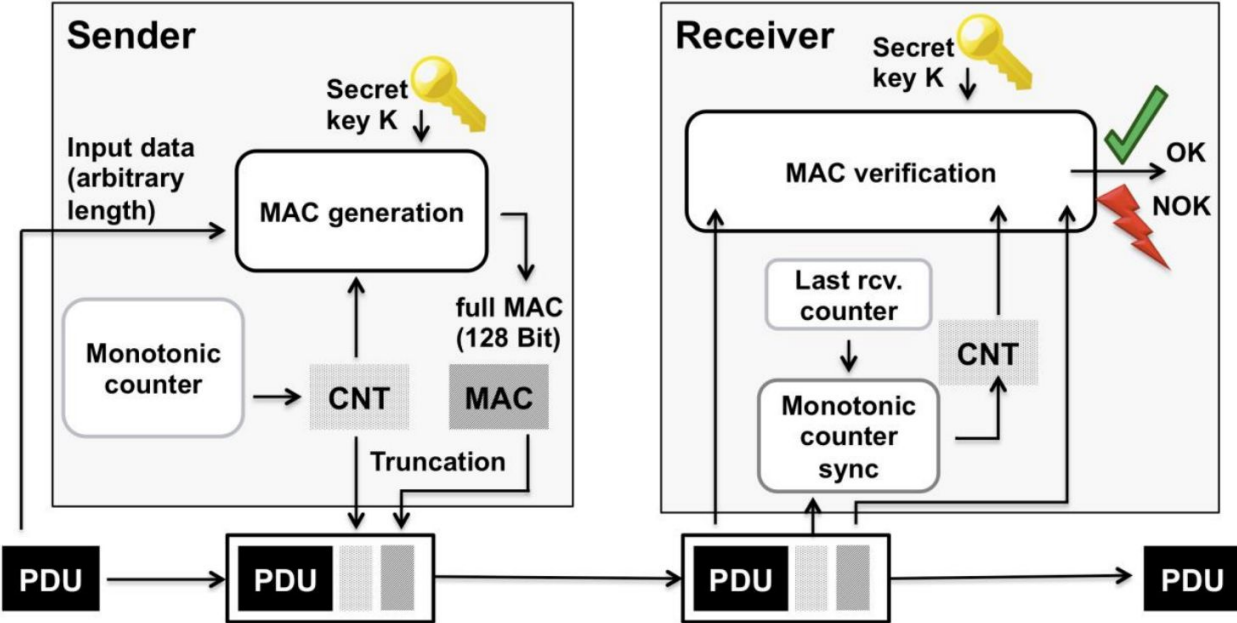 Sender
Secret
key K
Input data
(arbitrary
length)
MAC generation
full MAC
(128 Bit)
Monotonic
counter
CNT
MAC
Truncation
Receiver
Secret
key K
MAC verification
OK
NOK
Last rcv.
counter
CNT
Monotonic
counter
sync
PDU
PDU
PDU
PDU